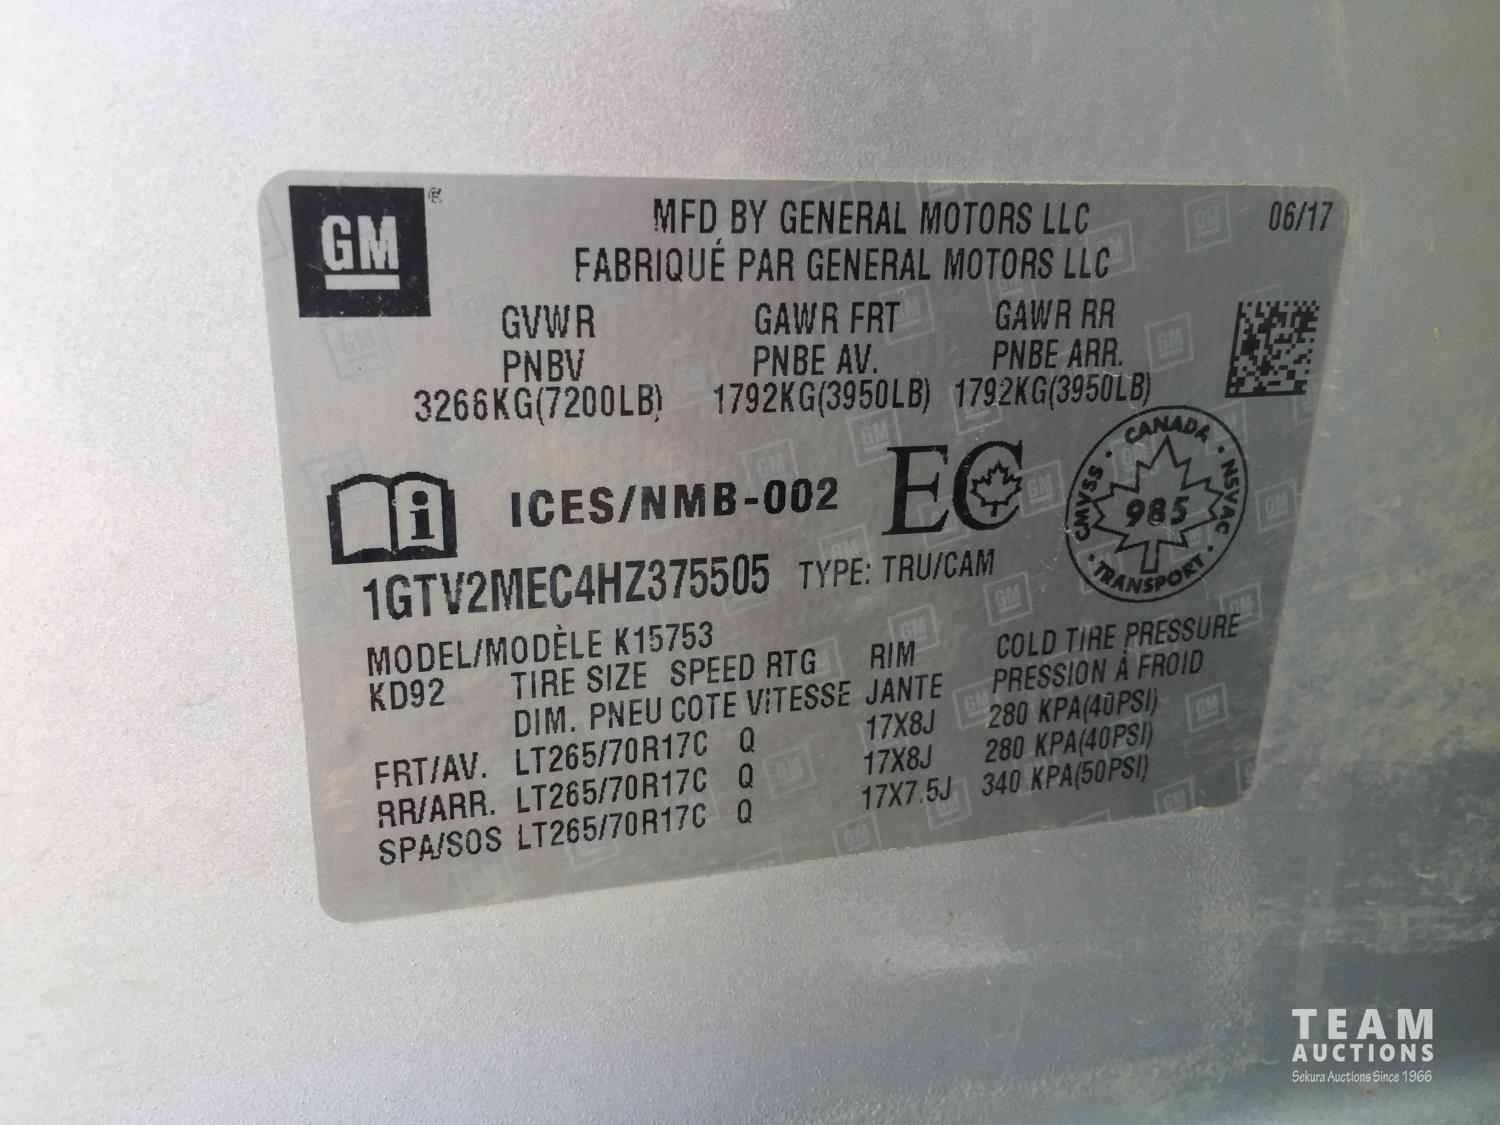 GM
®
MFD BY GENERAL MOTORS LLC 06/17
FABRIQUÉ PAR GENERAL MOTORS LLC
GVWR GAWR FRT GAWR RR
PNBV PNBE AV. PNBE ARR.
3266KG(7200LB) 1792KG(3950LB) 1792KG(3950LB)
ICES/NMB-002 EC
CANADA · NSVAC · TRANSPORT · CMVSS ·
985
1GTV2MEC4HZ375505 TYPE: TRU/CAM
MODEL/MODÈLE K15753
KD92 TIRE SIZE SPEED RTG RIM COLD TIRE PRESSURE
DIM. PNEU COTE VITESSE JANTE PRESSION À FROID
FRT/AV. LT265/70R17C Q 17X8J 280 KPA(40PSI)
RR/ARR. LT265/70R17C Q 17X8J 280 KPA(40PSI)
SPA/SOS LT265/70R17C Q 17X7.5J 340 KPA(50PSI)
TEAM
AUCTIONS
Sekura Auctions Since 1966